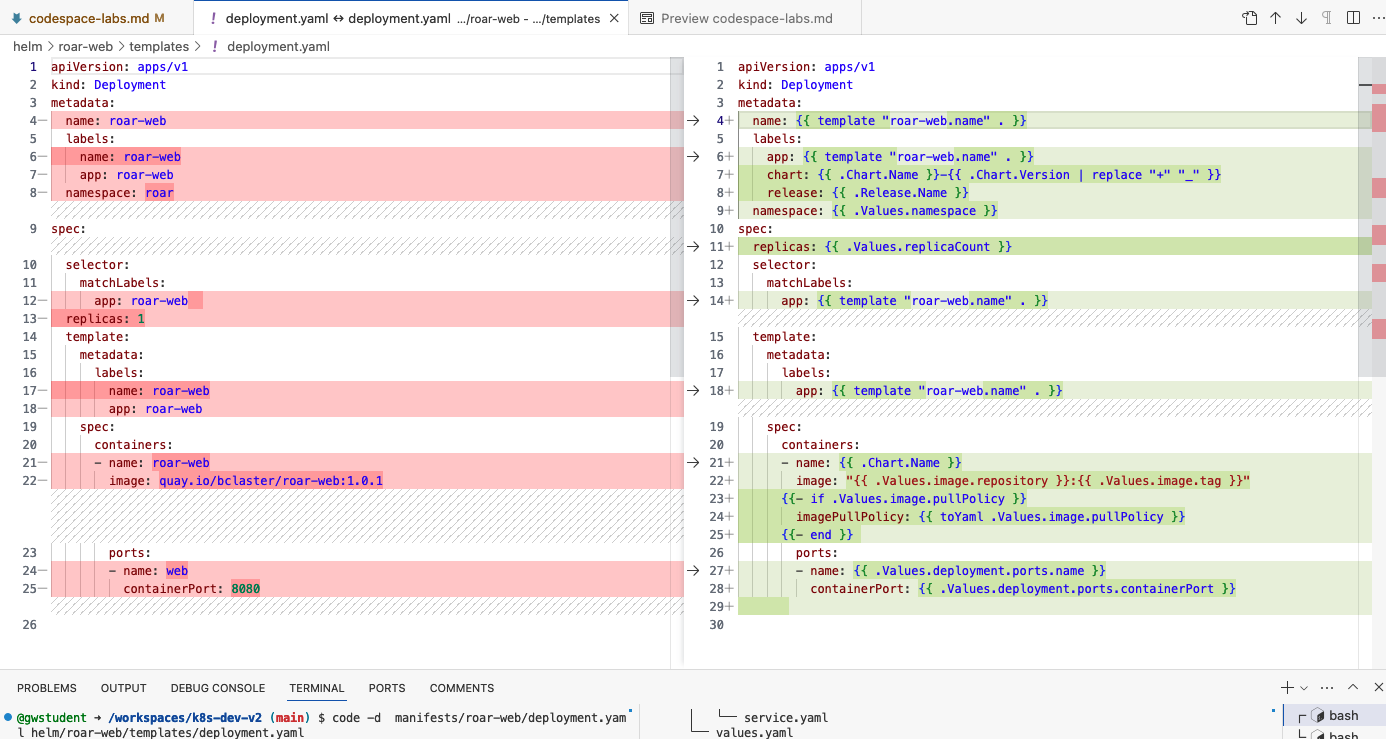 codespace-labs.md M
! deployment.yaml ↔ deployment.yaml .../roar-web - .../templates ×
Preview codespace-labs.md
helm > roar-web > templates > ! deployment.yaml
1 apiVersion: apps/v1
2 kind: Deployment
3 metadata:
4− name: roar-web
5 labels:
6− name: roar-web
7− app: roar-web
8− namespace: roar
9 spec:
10 selector:
11 matchLabels:
12− app: roar-web
13− replicas: 1
14 template:
15 metadata:
16 labels:
17− name: roar-web
18− app: roar-web
19 spec:
20 containers:
21− - name: roar-web
22− image: quay.io/bclaster/roar-web:1.0.1
23 ports:
24− - name: web
25− containerPort: 8080
26
1 apiVersion: apps/v1
2 kind: Deployment
3 metadata:
4+ name: {{ template "roar-web.name" . }}
5 labels:
6+ app: {{ template "roar-web.name" . }}
7+ chart: {{ .Chart.Name }}-{{ .Chart.Version | replace "+" "_" }}
8+ release: {{ .Release.Name }}
9+ namespace: {{ .Values.namespace }}
10 spec:
11+ replicas: {{ .Values.replicaCount }}
12 selector:
13 matchLabels:
14+ app: {{ template "roar-web.name" . }}
15 template:
16 metadata:
17 labels:
18+ app: {{ template "roar-web.name" . }}
19 spec:
20 containers:
21+ - name: {{ .Chart.Name }}
22+ image: "{{ .Values.image.repository }}:{{ .Values.image.tag }}"
23+ {{- if .Values.image.pullPolicy }}
24+ imagePullPolicy: {{ toYaml .Values.image.pullPolicy }}
25+ {{- end }}
26 ports:
27+ - name: {{ .Values.deployment.ports.name }}
28+ containerPort: {{ .Values.deployment.ports.containerPort }}
29+
30
PROBLEMS OUTPUT DEBUG CONSOLE TERMINAL PORTS COMMENTS
@gwstudent → /workspaces/k8s-dev-v2 (main) $ code -d manifests/roar-web/deployment.yam
l helm/roar-web/templates/deployment.yaml
└── service.yaml
└── values.yaml
bash
bash